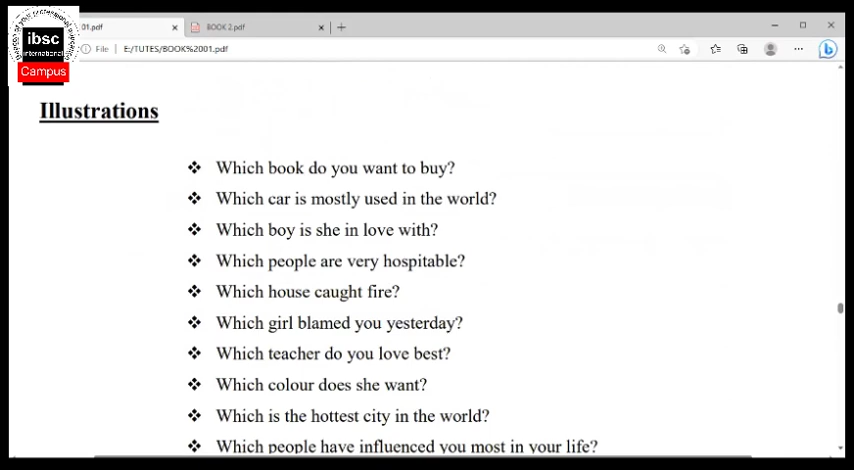 01.pdf
BOOK 2.pdf
ibsc
international
Campus
File
E:/TUTES/BOOK%2001.pdf
Illustrations
❖ Which book do you want to buy?
❖ Which car is mostly used in the world?
❖ Which boy is she in love with?
❖ Which people are very hospitable?
❖ Which house caught fire?
❖ Which girl blamed you yesterday?
❖ Which teacher do you love best?
❖ Which colour does she want?
❖ Which is the hottest city in the world?
❖ Which people have influenced you most in your life?